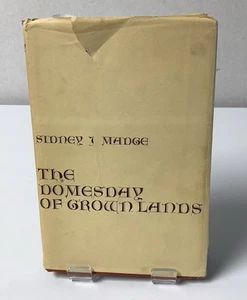 SIDNEY J MADGE
THE
DOMESDAY
OF CROWN LANDS